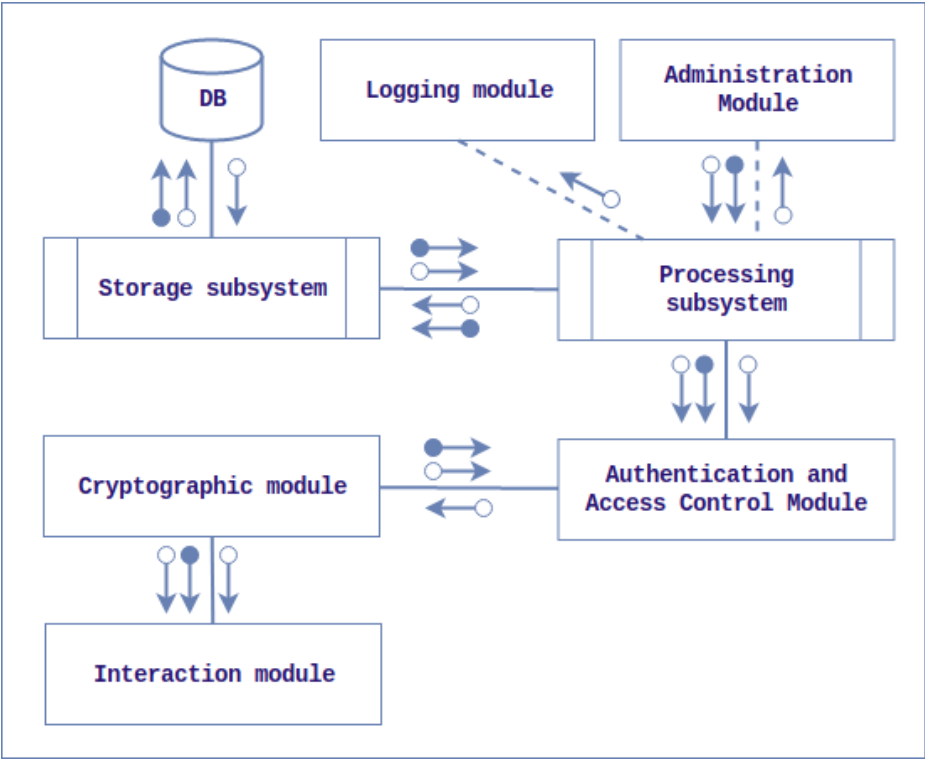 DB
Logging module
Administration
Module
Storage subsystem
Processing
subsystem
Cryptographic module
Authentication and
Access Control Module
Interaction module